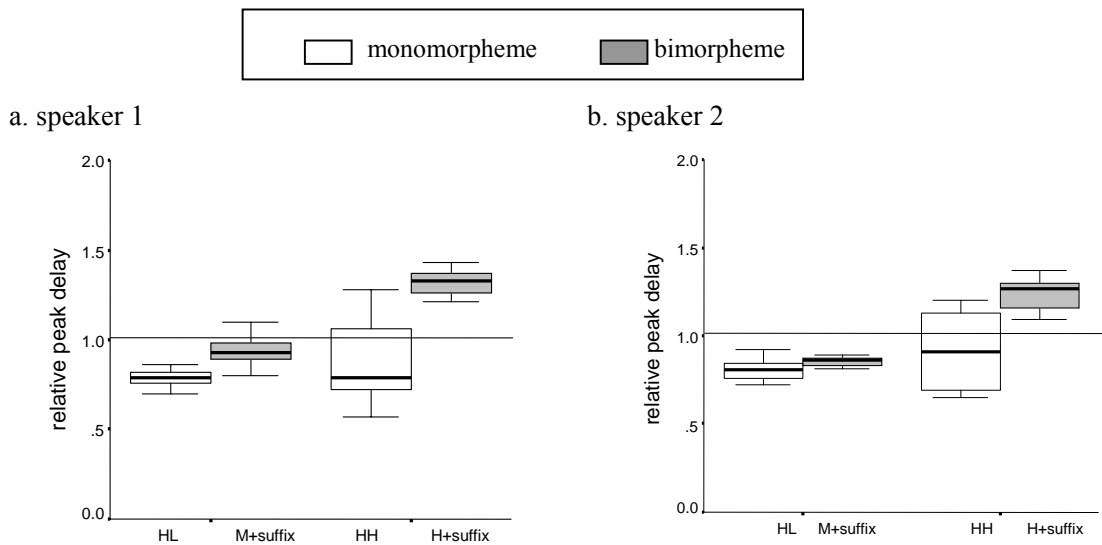 monomorpheme bimorpheme
a. speaker 1
b. speaker 2
relative peak delay
2.0
1.5
1.0
.5
0.0
HL M+suffix HH H+suffix
relative peak delay
2.0
1.5
1.0
.5
0.0
HL M+suffix HH H+suffix